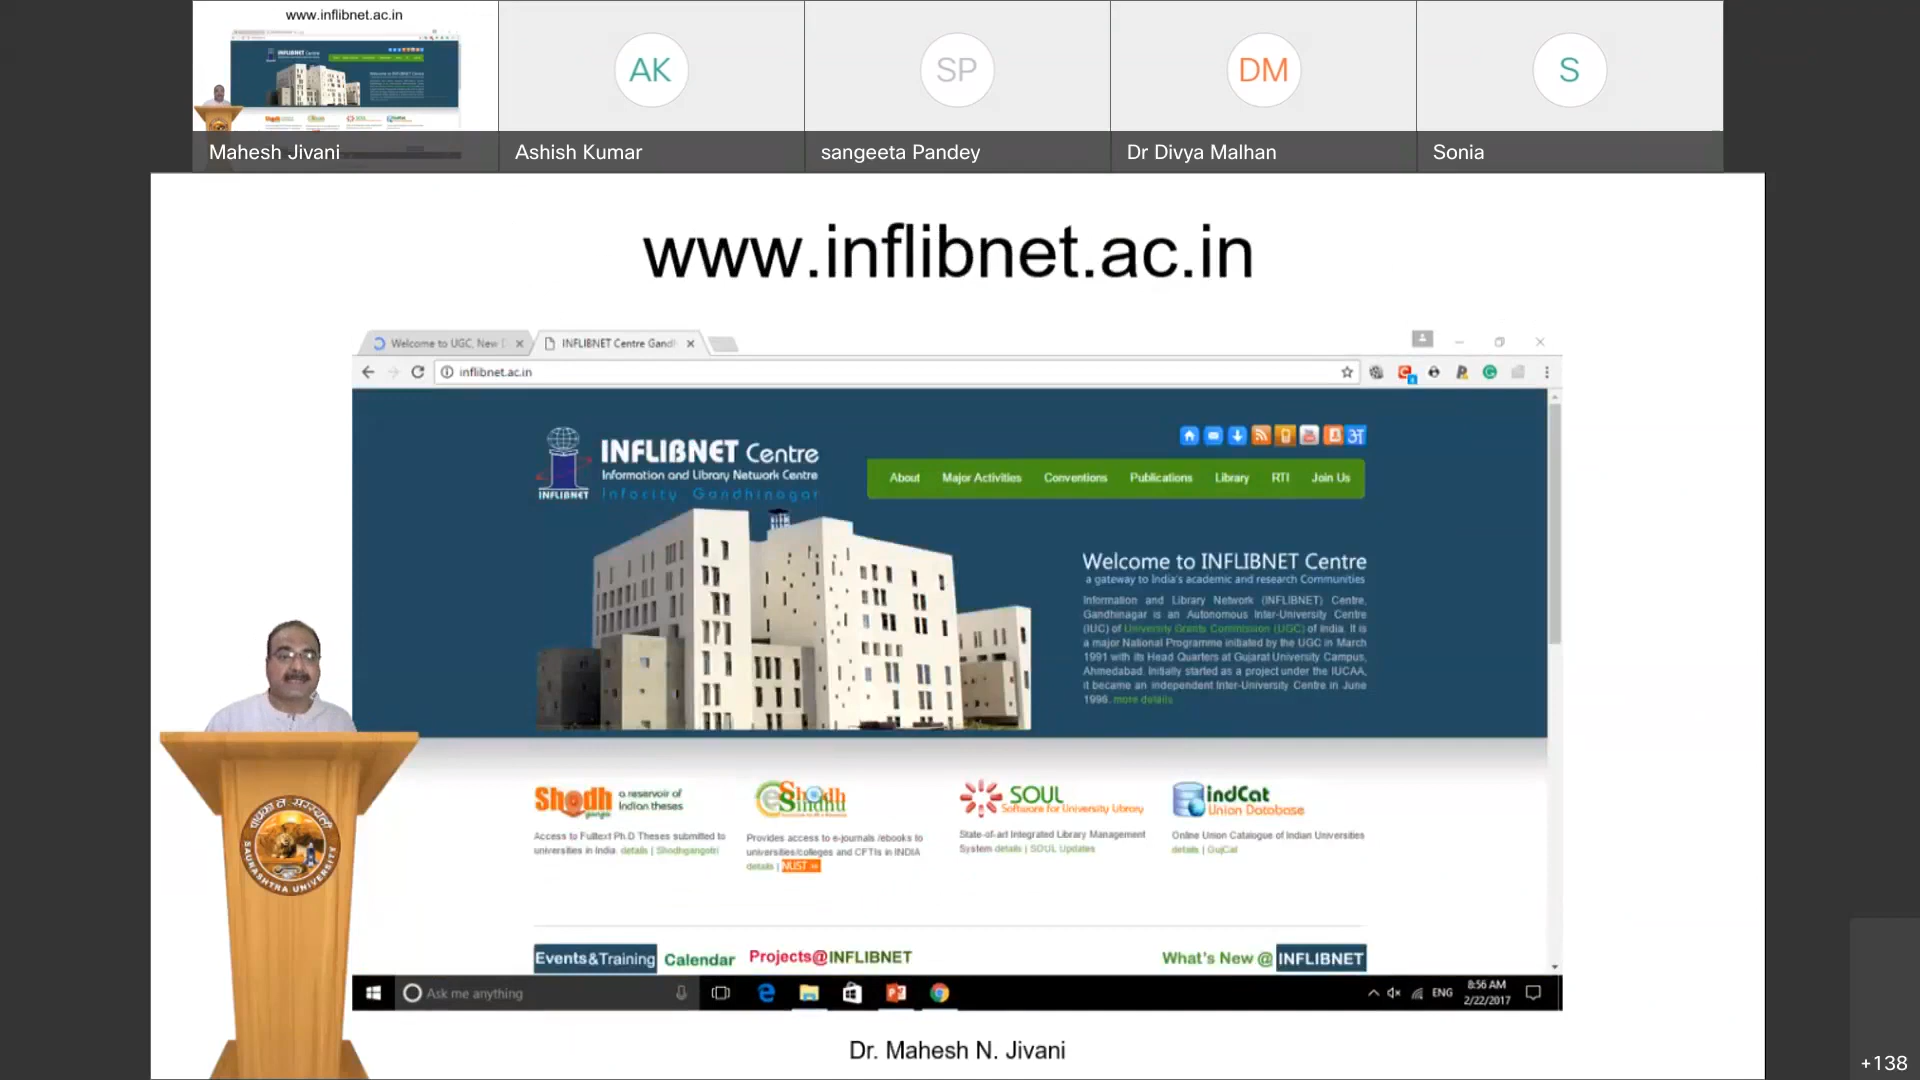 www.inflibnet.ac.in
Mahesh Jivani
AK
Ashish Kumar
SP
sangeeta Pandey
DM
Dr Divya Malhan
S
Sonia
www.inflibnet.ac.in
Welcome to UGC, New D
INFLIBNET Centre Gandh
inflibnet.ac.in
INFLIBNET Centre
Information and Library Network Centre
Infocity Gandhinagar
INFLIBNET
अ
About Major Activities Conventions Publications Library RTI Join Us
Welcome to INFLIBNET Centre
a gateway to India's academic and research Communities
Information and Library Network (INFLIBNET) Centre,
Gandhinagar is an Autonomous Inter-University Centre
(IUC) of University Grants Commission (UGC) of India. It is
a major National Programme initiated by the UGC in March
1991 with its Head Quarters at Gujarat University Campus,
Ahmedabad. Initially started as a project under the IUCAA,
it became an independent Inter-University Centre in June
1996. more details
Shodh ganga a reservoir of
Indian theses
Access to Fulltext Ph.D Theses submitted to
universities in India. details | Shodhgangotri
e Shodh
Sindhu
Provides access to e-journals /ebooks to
universities/colleges and CFTIs in INDIA
details | NLIST >>
SOUL
Software for University Library
State-of-art Integrated Library Management
System details | SOUL Updates
indCat
Union Database
Online Union Catalogue of Indian Universities
details | GujCat
SAURASHTRA UNIVERSITY
Events&Training Calendar
Projects@INFLIBNET
What's New @ INFLIBNET
Ask me anything
ENG
8:56 AM
2/22/2017
Dr. Mahesh N. Jivani
+138